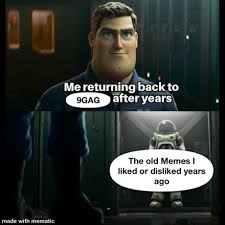 Me returning back to
9GAG after years
The old Memes I
liked or disliked years
ago
made with mematic